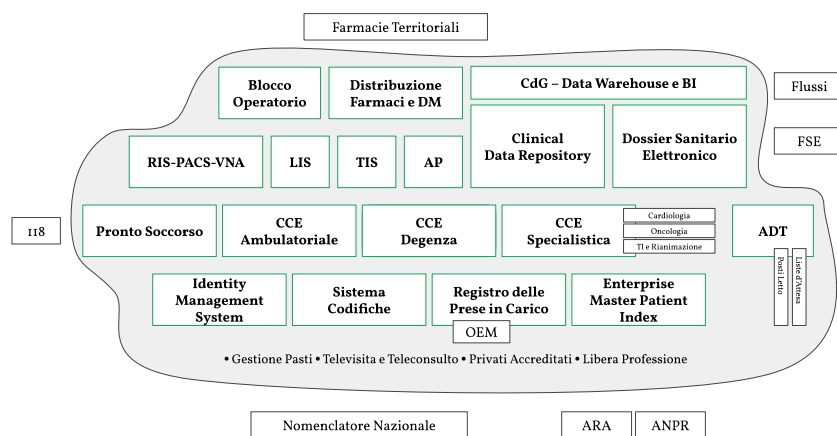 Farmacie Territoriali
Blocco
Operatorio
Distribuzione
Farmaci e DM
CdG – Data Warehouse e BI
Flussi
Clinical
Data Repository
Dossier Sanitario
Elettronico
FSE
RIS-PACS-VNA
LIS
TIS
AP
118
Pronto Soccorso
CCE
Ambulatoriale
CCE
Degenza
CCE
Specialistica
Cardiologia
Oncologia
TI e Rianimazione
ADT
Posti Letto
Liste d'Attesa
Identity
Management
System
Sistema
Codifiche
Registro delle
Prese in Carico
OEM
Enterprise
Master Patient
Index
• Gestione Pasti • Televisita e Teleconsulto • Privati Accreditati • Libera Professione
Nomenclatore Nazionale
ARA
ANPR